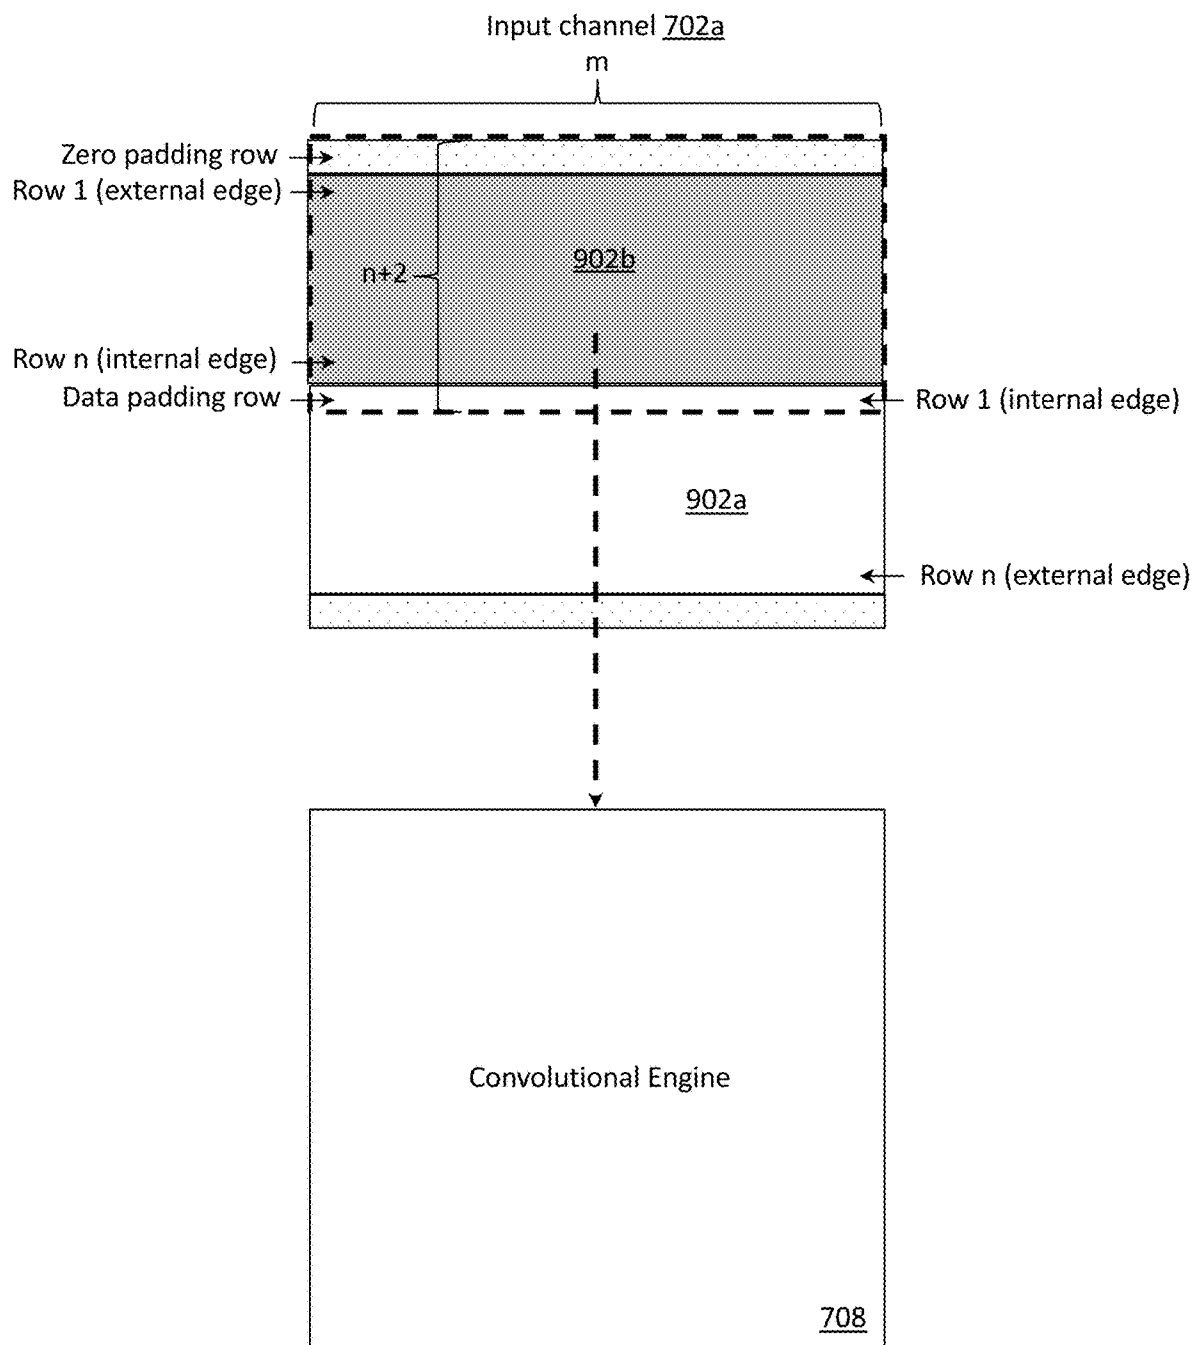 Input channel 702a
m
Zero padding row
Row 1 (external edge)
902b
n+2
Row n (internal edge)
Data padding row
Row 1 (internal edge)
902a
Row n (external edge)
Convolutional Engine
708